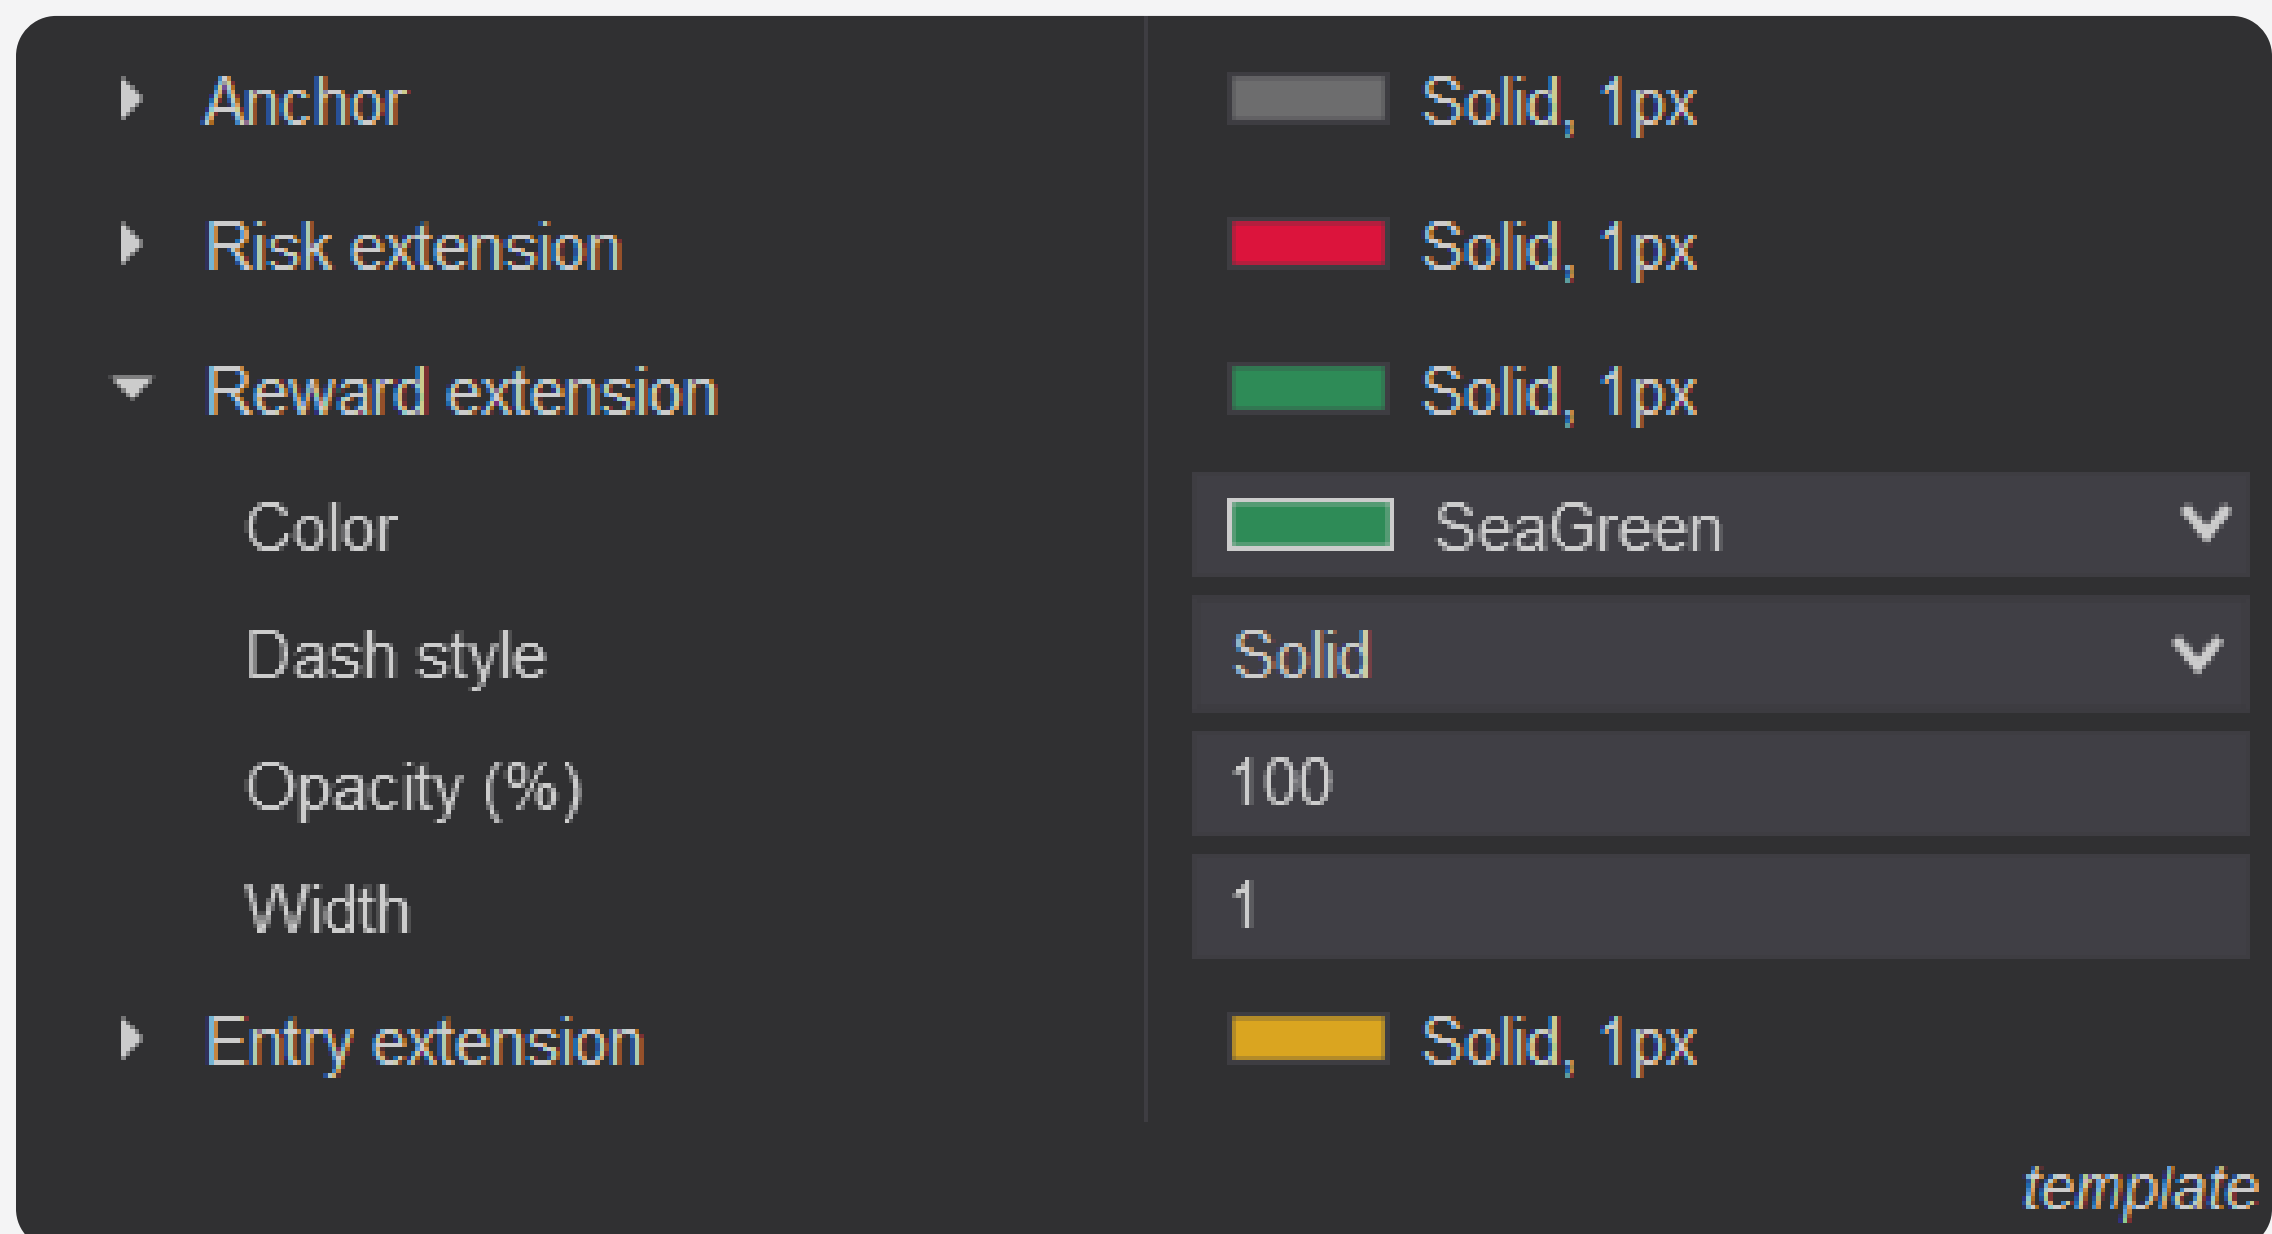 Anchor Solid, 1px
Risk extension Solid, 1px
Reward extension Solid, 1px
Color SeaGreen
Dash style Solid
Opacity (%) 100
Width 1
Entry extension Solid, 1px
template